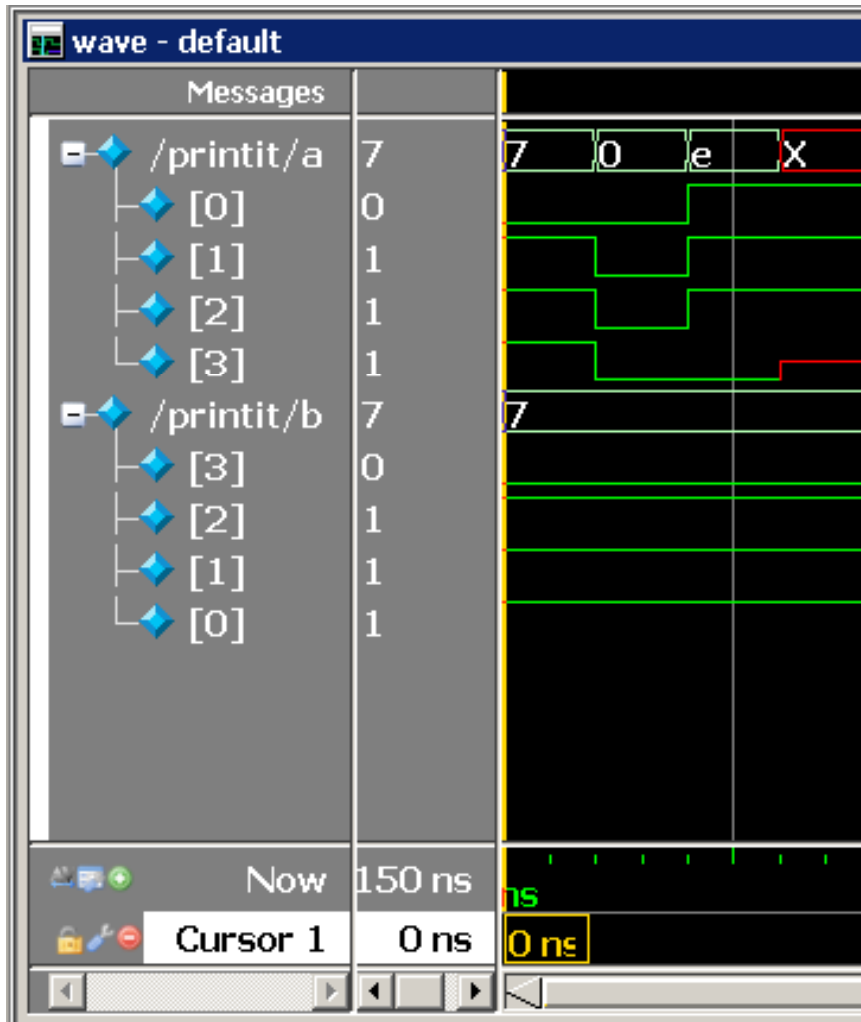 wave - default
Messages
/printit/a 7 7 0 e X
[0] 0
[1] 1
[2] 1
[3] 1
/printit/b 7 7
[3] 0
[2] 1
[1] 1
[0] 1
Now 150 ns ns
Cursor 1 0 ns 0 ns